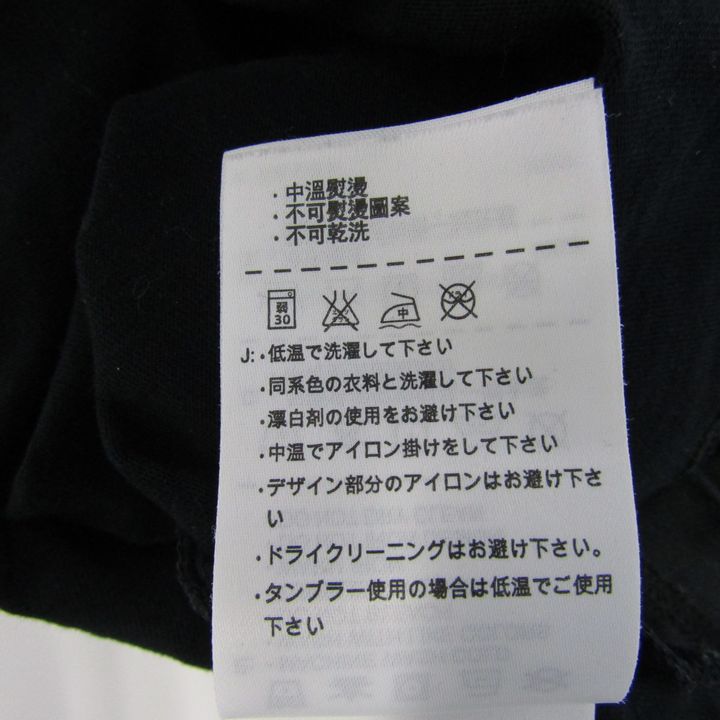 ・中溫熨燙
・不可熨燙圖案
・不可乾洗
弱
30
中
J:・低温で洗濯して下さい
・同系色の衣料と洗濯して下さい
・漂白剤の使用をお避け下さい
・中温でアイロン掛けをして下さい
・デザイン部分のアイロンはお避け下さ
い
・ドライクリーニングはお避け下さい。
・タンブラー使用の場合は低温でご使用
下さい